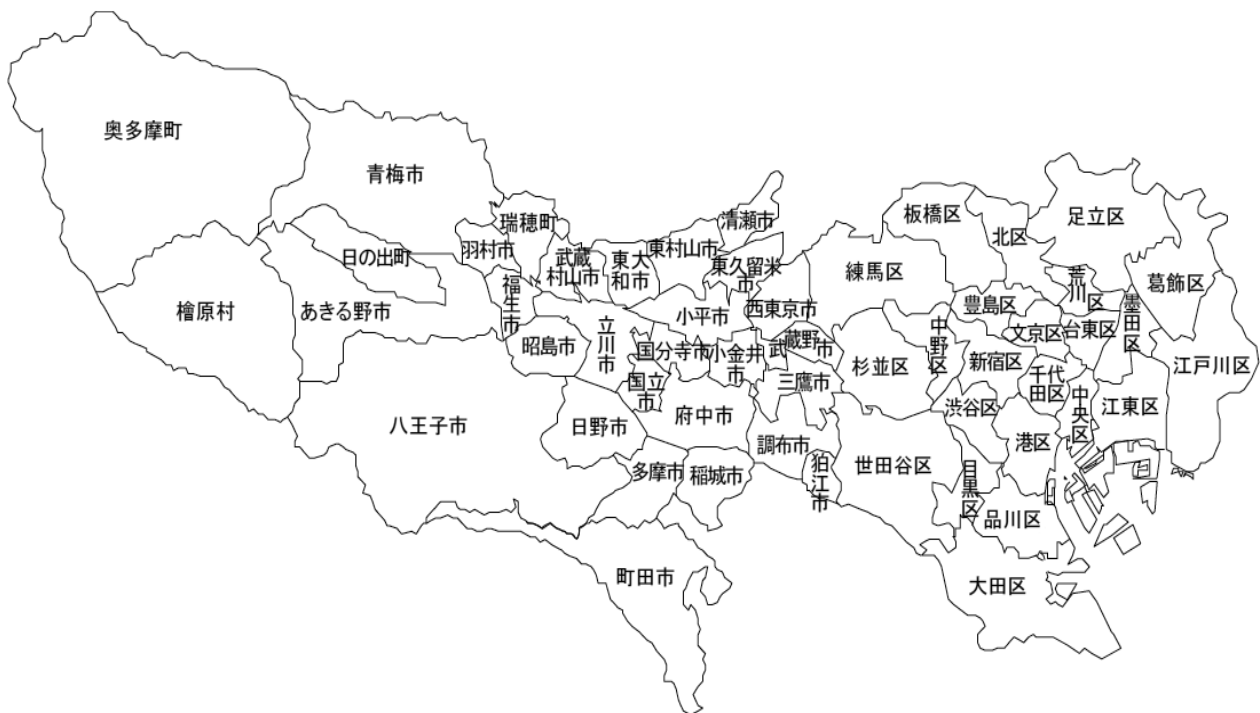 奥多摩町
青梅市
瑞穂町
羽村市
日の出町
檜原村
あきる野市
福生市
武蔵
村山市
東大
和市
東村山市
清瀬市
東久留米
市
西東京市
小平市
立川市
昭島市
国分寺市
国立
市
小金井
市
武蔵野市
三鷹市
八王子市
日野市
府中市
調布市
狛江市
多摩市
稲城市
町田市
板橋区
北区
足立区
練馬区
荒川区
葛飾区
豊島区
文京区
台東区
墨田区
江戸川区
中野区
杉並区
新宿区
千代
田区
中央区
江東区
渋谷区
港区
世田谷区
目黒区
品川区
大田区